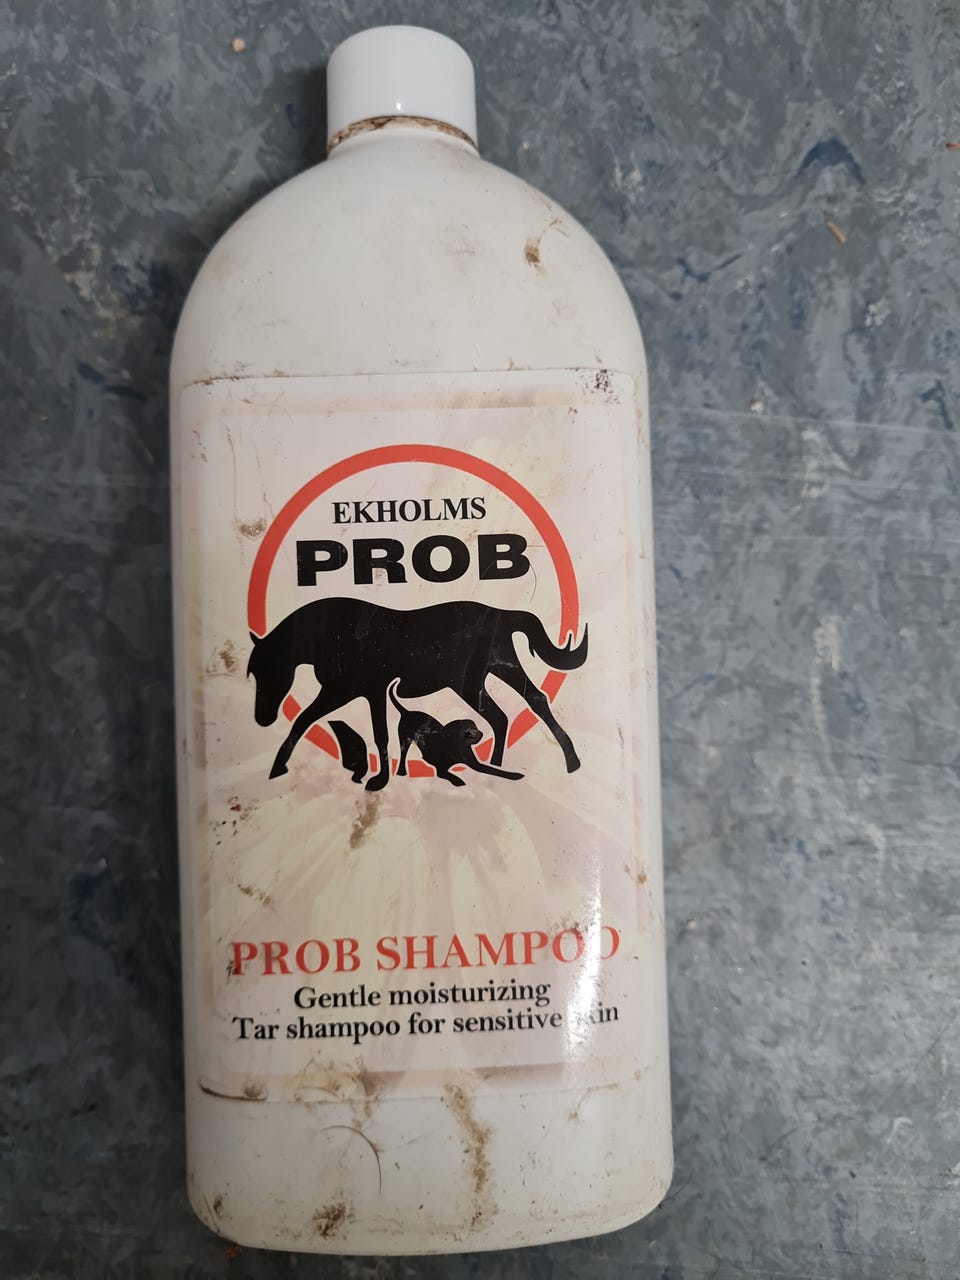 EKHOLMS
PROB
PROB SHAMPOO
Gentle moisturizing
Tar shampoo for sensitive skin